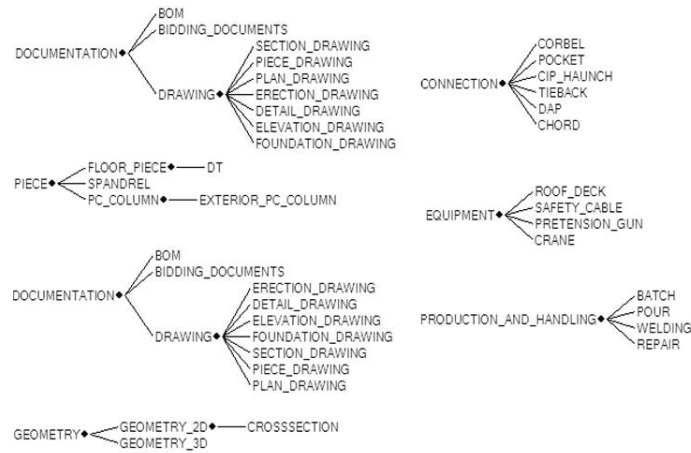 BOM
BIDDING_DOCUMENTS
DOCUMENTATION
SECTION_DRAWING
PIECE_DRAWING
PLAN_DRAWING
DRAWING
ERECTION_DRAWING
DETAIL_DRAWING
ELEVATION_DRAWING
FOUNDATION_DRAWING
FLOOR_PIECE
DT
PIECE
SPANDREL
PC_COLUMN
EXTERIOR_PC_COLUMN
BOM
BIDDING_DOCUMENTS
DOCUMENTATION
ERECTION_DRAWING
DETAIL_DRAWING
ELEVATION_DRAWING
DRAWING
FOUNDATION_DRAWING
SECTION_DRAWING
PIECE_DRAWING
PLAN_DRAWING
GEOMETRY
GEOMETRY_2D
CROSSSECTION
GEOMETRY_3D
CORBEL
POCKET
CONNECTION
CIP_HAUNCH
TIEBACK
DAP
CHORD
ROOF_DECK
EQUIPMENT
SAFETY_CABLE
PRETENSION_GUN
CRANE
BATCH
PRODUCTION_AND_HANDLING
POUR
WELDING
REPAIR